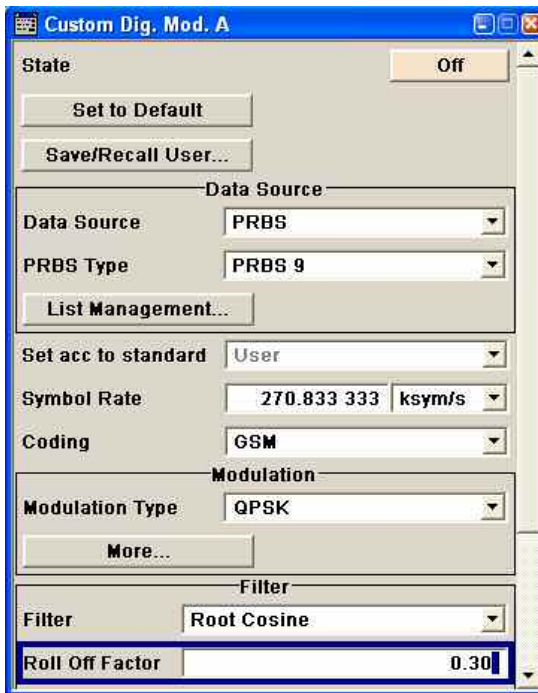 Custom Dig. Mod. A
State Off
Set to Default
Save/Recall User...
Data Source
Data Source PRBS
PRBS Type PRBS 9
List Management...
Set acc to standard User
Symbol Rate 270.833 333 ksym/s
Coding GSM
Modulation
Modulation Type QPSK
More...
Filter
Filter Root Cosine
Roll Off Factor 0.30